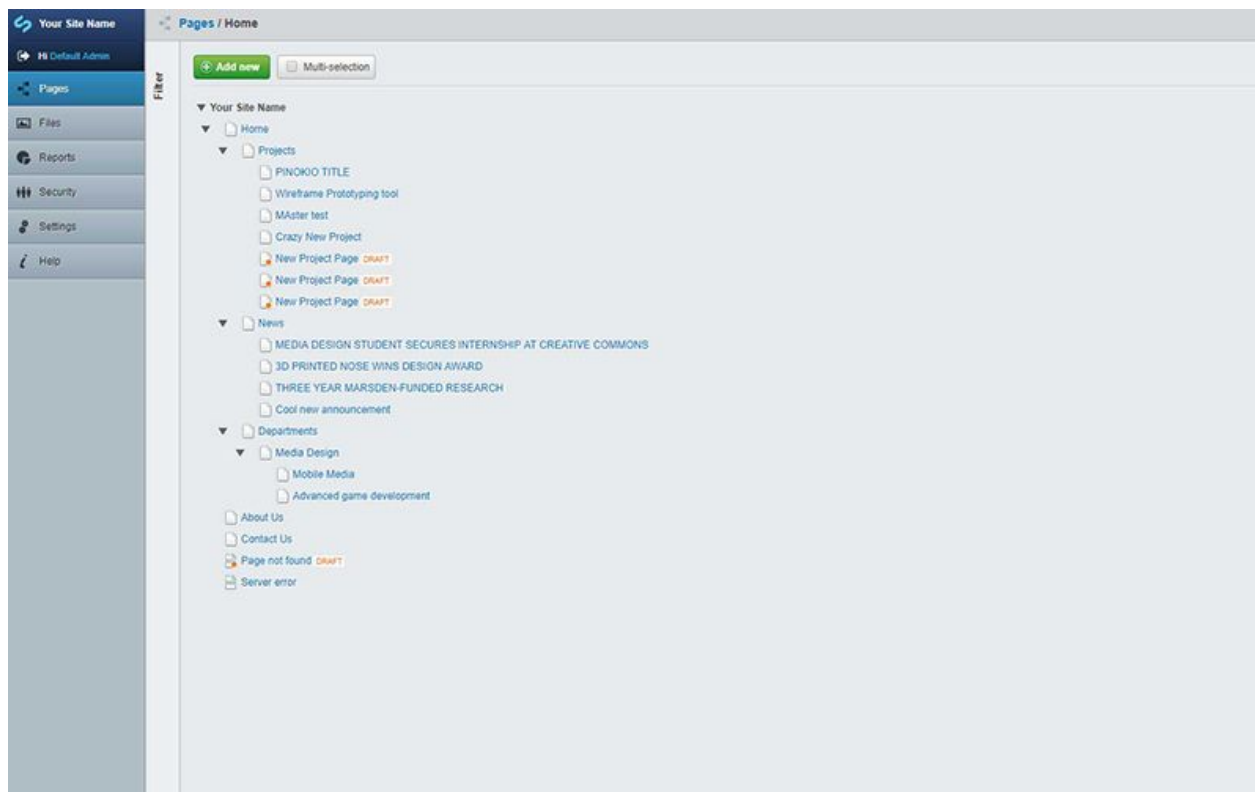 Your Site Name
Pages / Home
Hi Default Admin
Pages
Files
Reports
Security
Settings
Help
Filter
Add new
Multi-selection
Your Site Name
Home
Projects
PINOKIO TITLE
Wireframe Prototyping tool
MAster test
Crazy New Project
New Project Page DRAFT
New Project Page DRAFT
New Project Page DRAFT
News
MEDIA DESIGN STUDENT SECURES INTERNSHIP AT CREATIVE COMMONS
3D PRINTED NOSE WINS DESIGN AWARD
THREE YEAR MARSDEN-FUNDED RESEARCH
Cool new announcement
Departments
Media Design
Mobile Media
Advanced game development
About Us
Contact Us
Page not found DRAFT
Server error